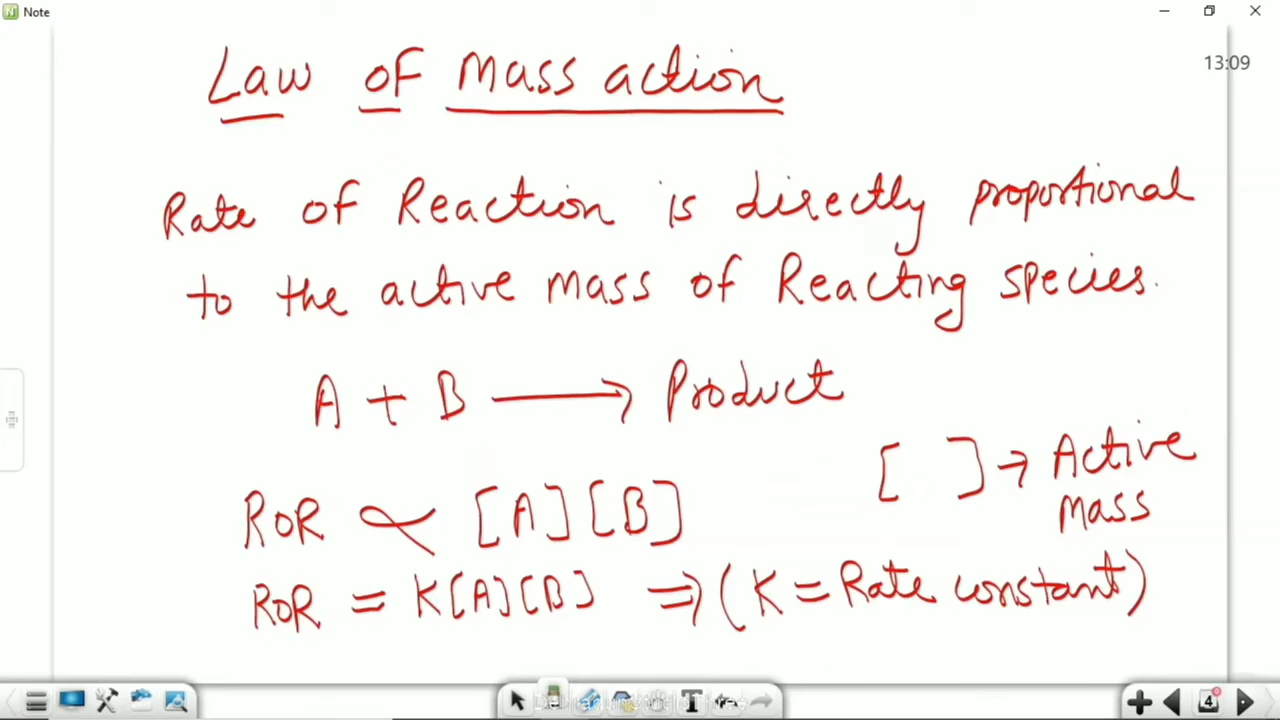 Note
13:09
Law of Mass action
Rate of Reaction is directly proportional
to the active mass of Reacting species.
A + B ⟶ Product
[ ] → Active
mass
ROR ∝ [A][B]
ROR = K[A][B] ⇒ (K = Rate constant)
T
4